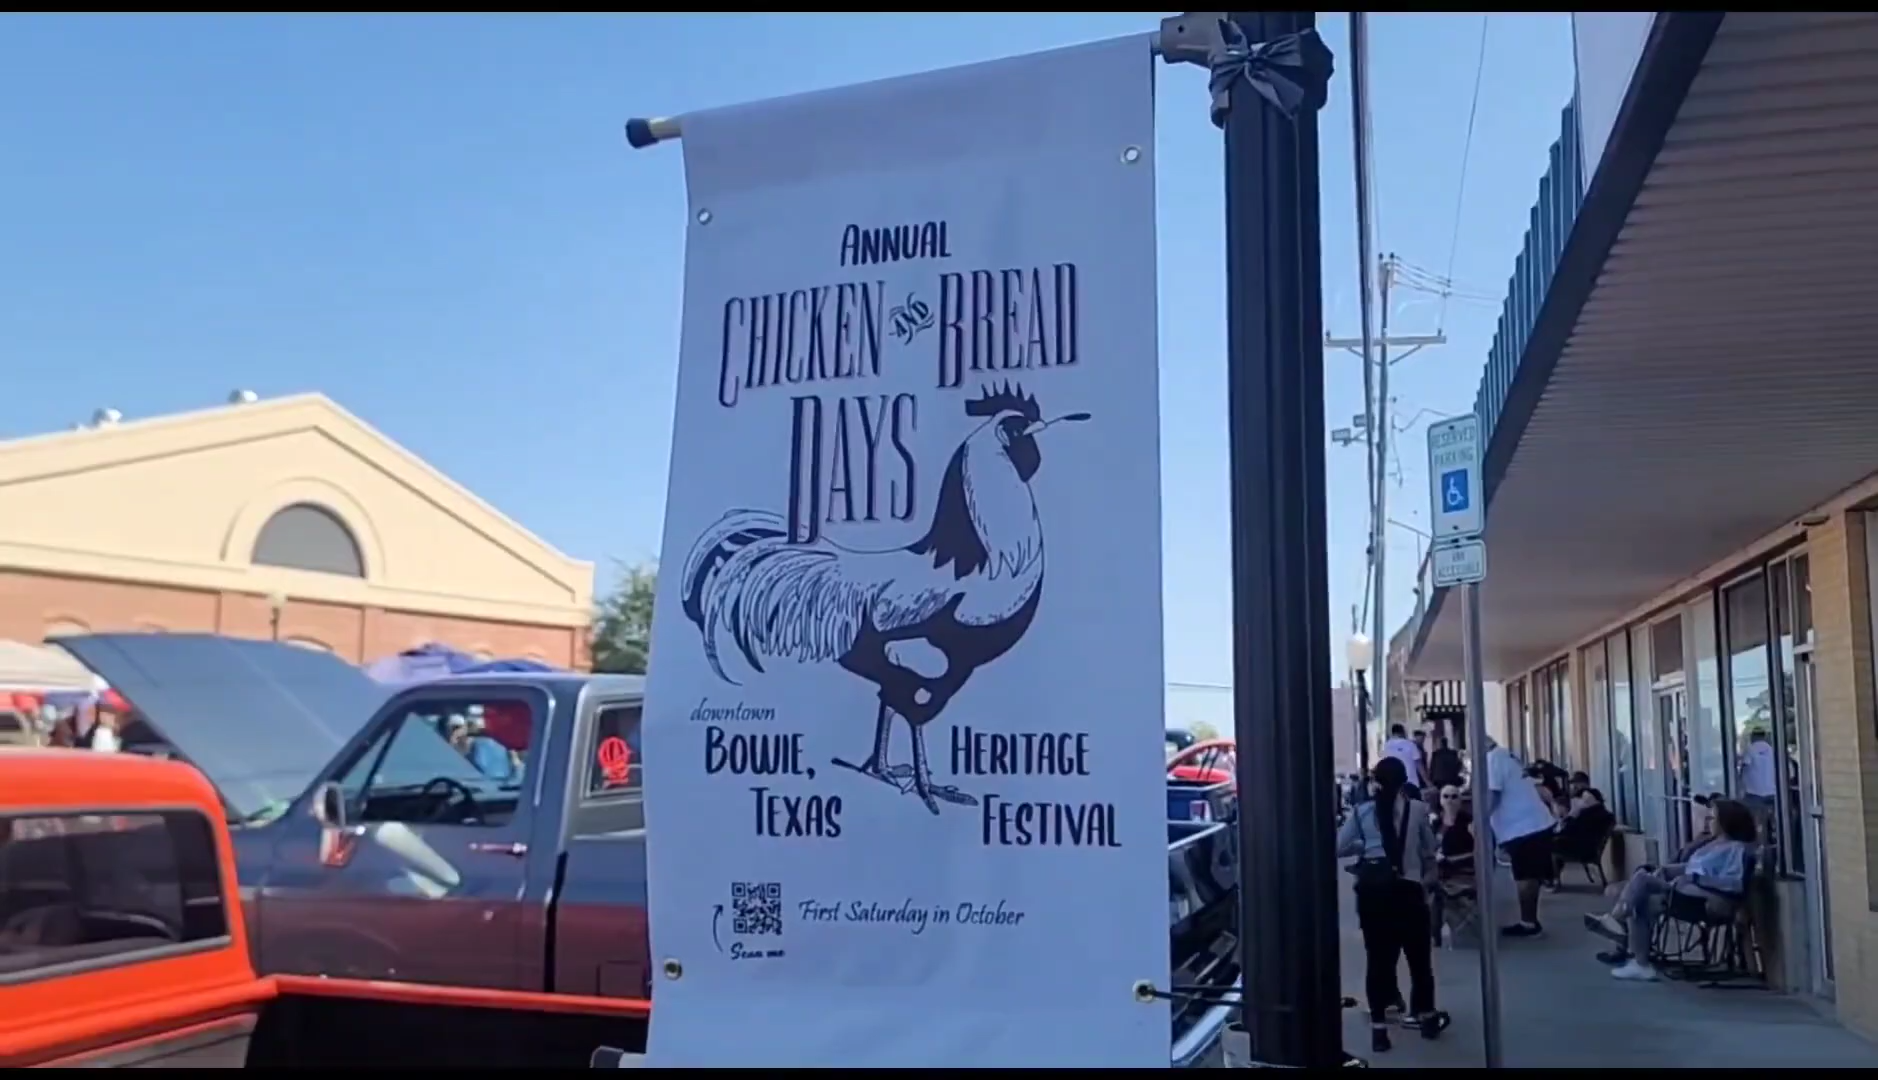 ANNUAL
CHICKEN AND BREAD
DAYS
downtown
BOWIE,
TEXAS
HERITAGE
FESTIVAL
First Saturday in October
Scan me
RESERVED
PARKING
VAN
ACCESSIBLE